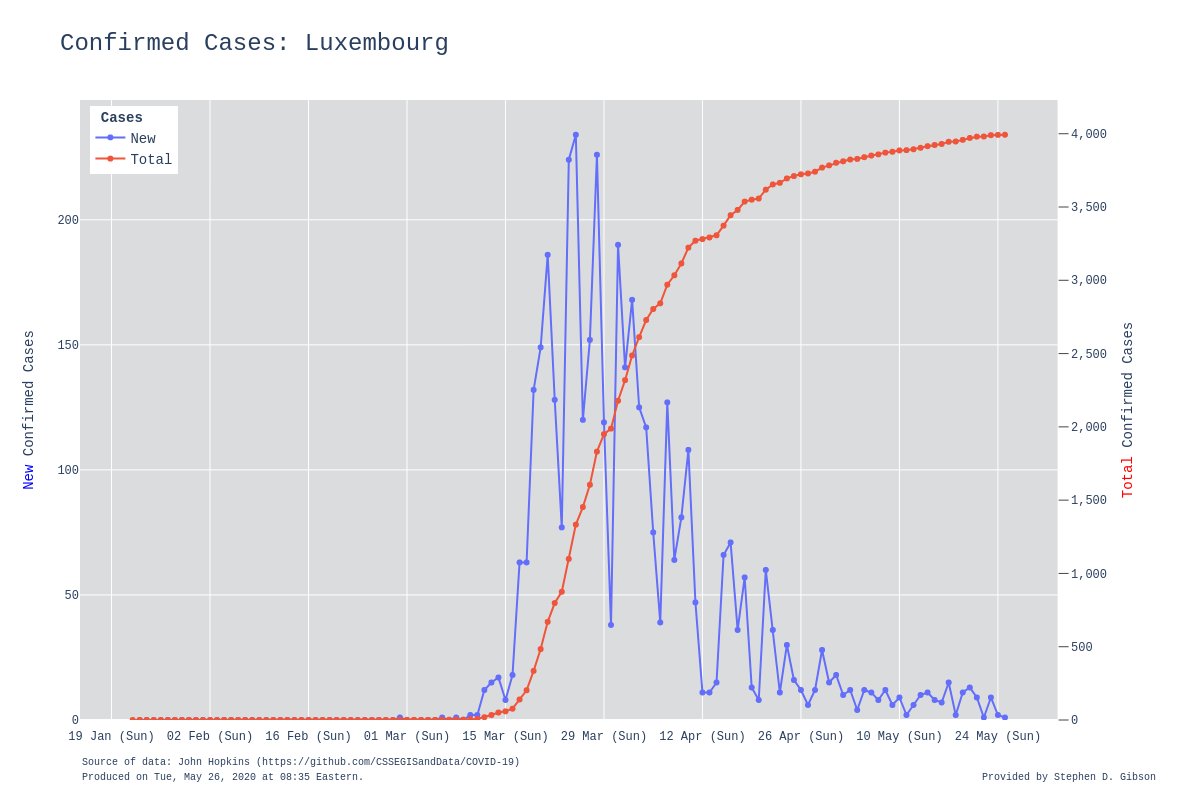 Confirmed Cases: Luxembourg
Cases
New
Total
200
150
100
50
0
4,000
3,500
3,000
2,500
2,000
1,500
1,000
500
0
New Confirmed Cases
Total Confirmed Cases
19 Jan (Sun) 02 Feb (Sun) 16 Feb (Sun) 01 Mar (Sun) 15 Mar (Sun) 29 Mar (Sun) 12 Apr (Sun) 26 Apr (Sun) 10 May (Sun) 24 May (Sun)
Source of data: John Hopkins (https://github.com/CSSEGISandData/COVID-19)
Produced on Tue, May 26, 2020 at 08:35 Eastern.
Provided by Stephen D. Gibson